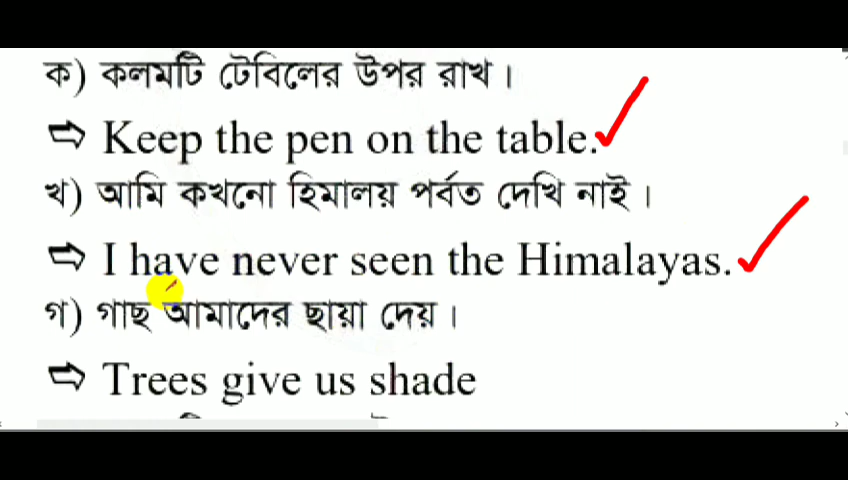 ক) কলমটি টেবিলের উপর রাখ।
⇨ Keep the pen on the table.
খ) আমি কখনো হিমালয় পর্বত দেখি নাই।
⇨ I have never seen the Himalayas.
গ) গাছ আমাদের ছায়া দেয়।
⇨ Trees give us shade